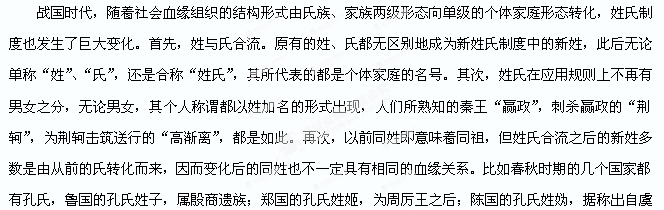 战国时代，随着社会血缘组织的结构形式由氏族、家族两级形态向单级的个体家庭形态转化，姓氏制
度也发生了巨大变化。首先，姓与氏合流。原有的姓、氏都无区别地成为新姓氏制度中的新姓，此后无论
单称“姓”、“氏”，还是合称“姓氏”，其所代表的都是个体家庭的名号。其次，姓氏在应用规则上不再有
男女之分，无论男女，其个人称谓都以姓加名的形式出现，人们所熟知的秦王“嬴政”，刺杀嬴政的“荆
轲”，为荆轲击筑送行的“高渐离”，都是如此。再次，以前同姓即意味着同祖，但姓氏合流之后的新姓多
数是由从前的氏转化而来，因而变化后的同姓也不一定具有相同的血缘关系。比如春秋时期的几个国家都
有孔氏，鲁国的孔氏姓子，属殷商遗族；郑国的孔氏姓姬，为周厉王之后；陈国的孔氏姓妫，据称出自虞